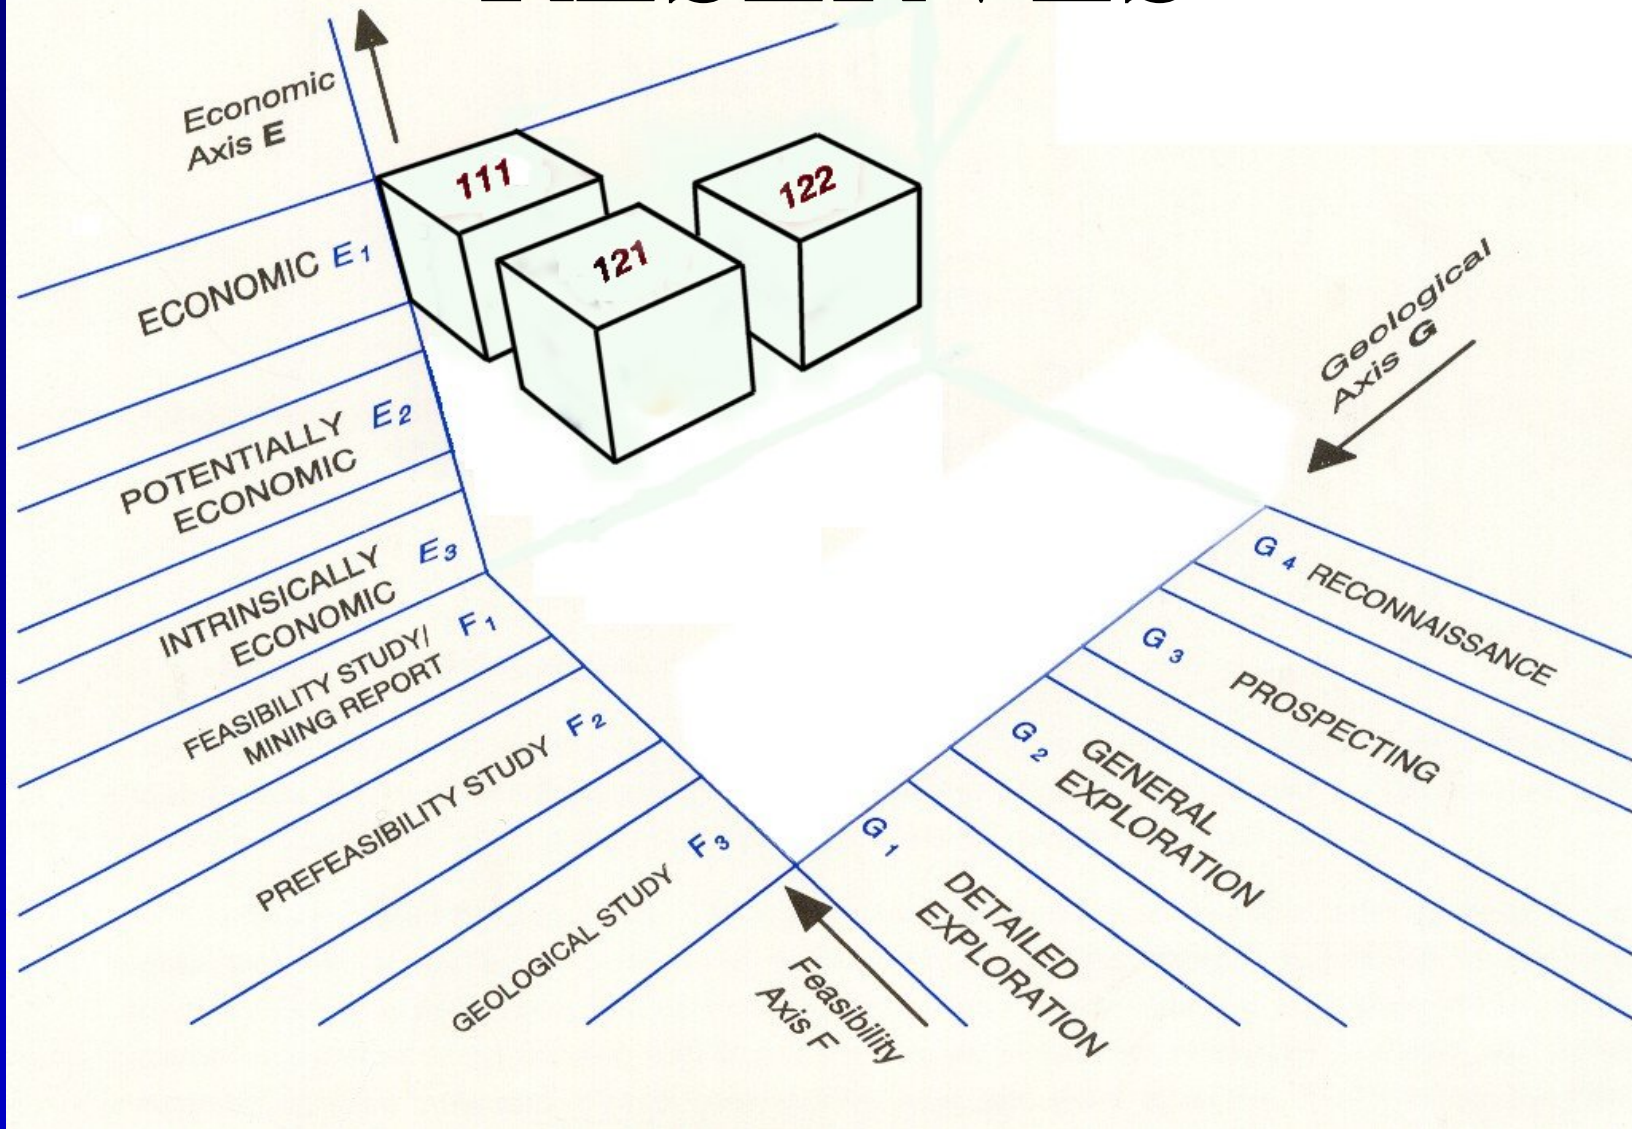 Economic
Axis E
111
122
121
ECONOMIC E1
POTENTIALLY E2
ECONOMIC
INTRINSICALLY E3
ECONOMIC
FEASIBILITY STUDY/ F1
MINING REPORT
PREFEASIBILITY STUDY F2
GEOLOGICAL STUDY F3
Feasibility
Axis F
Geological
Axis G
G4 RECONNAISSANCE
G3 PROSPECTING
G2 GENERAL
EXPLORATION
G1 DETAILED
EXPLORATION